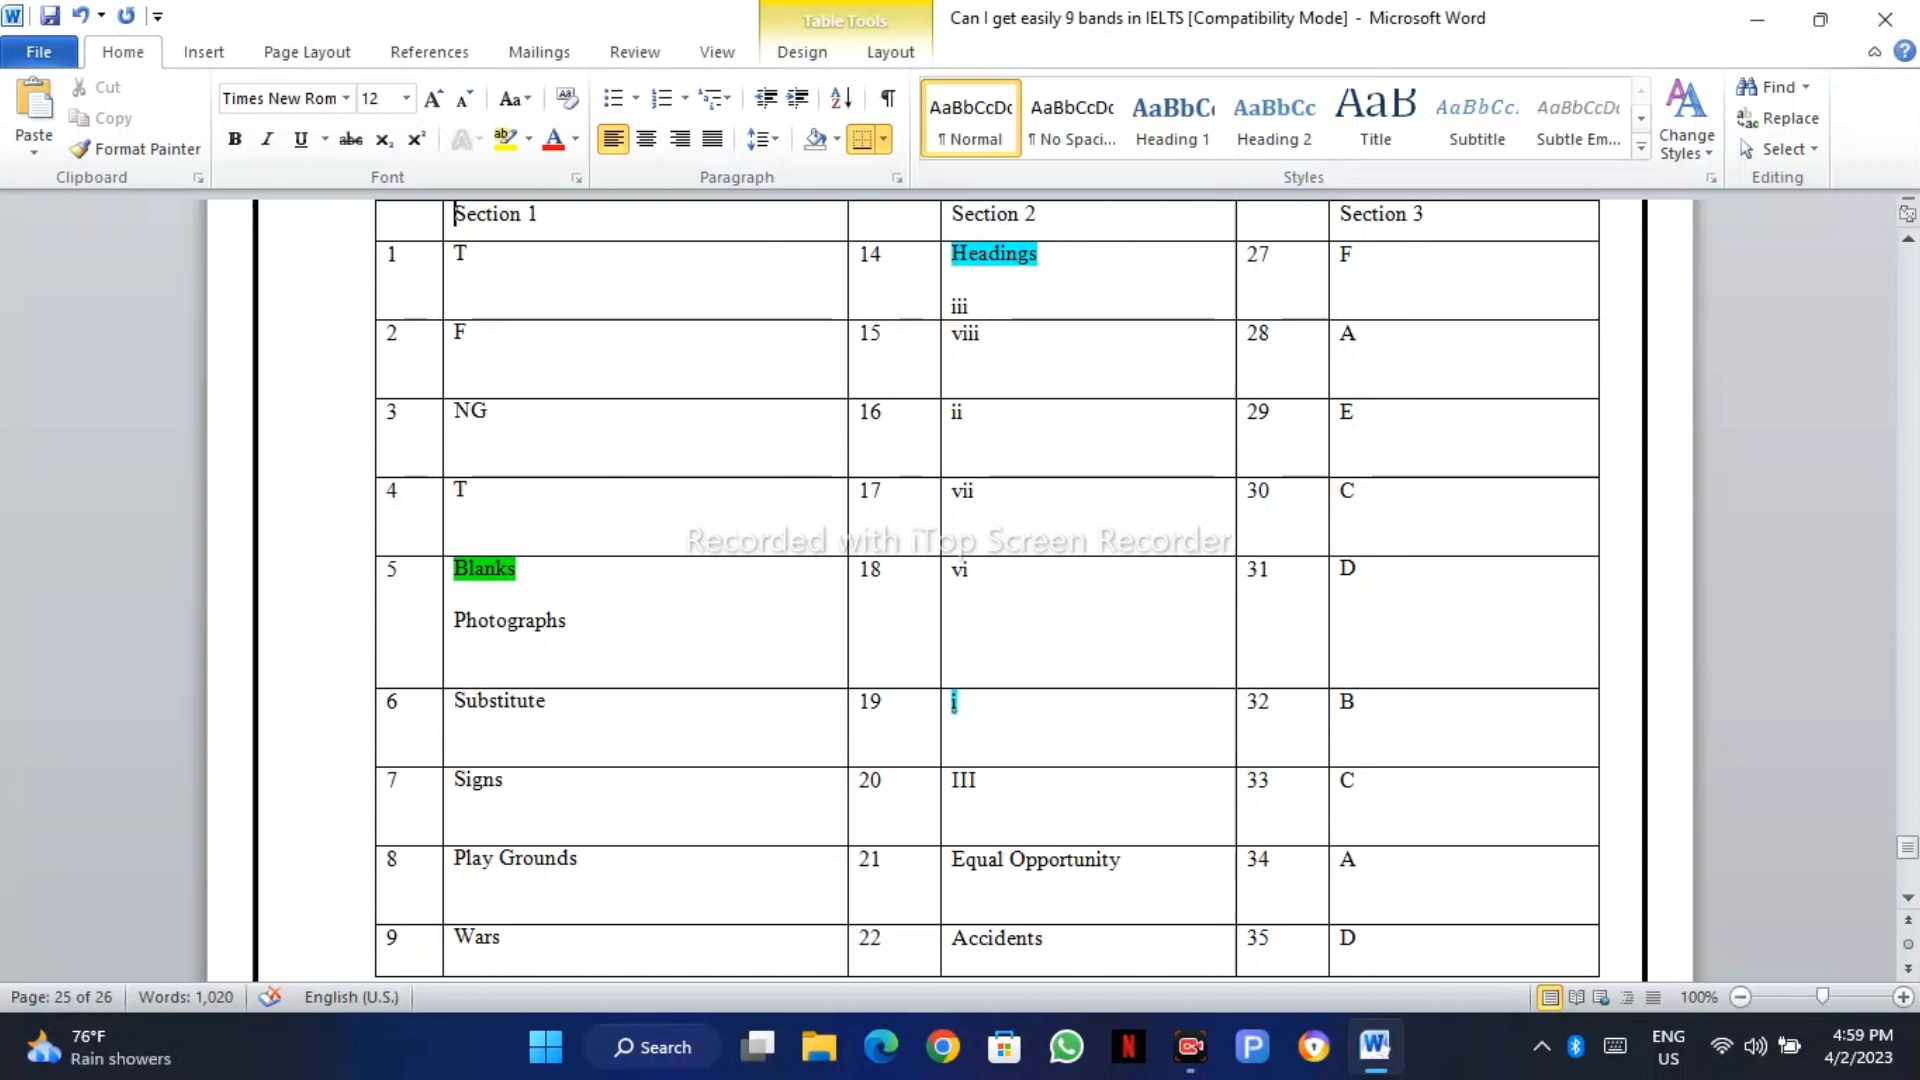 Table Tools
Can I get easily 9 bands in IELTS [Compatibility Mode] - Microsoft Word
File Home Insert Page Layout References Mailings Review View Design Layout
Paste
Cut
Copy
Format Painter
Clipboard
Times New Rom 12
Font
Paragraph
AaBbCcDc AaBbCcDc AaBbC AaBbCc AaB AaBbCc. AaBbCcDc
¶ Normal ¶ No Spaci... Heading 1 Heading 2 Title Subtitle Subtle Em...
Styles
Change Styles
Find
Replace
Select
Editing
Section 1 Section 2 Section 3
1 T 14 Headings 27 F
iii
2 F 15 viii 28 A
3 NG 16 ii 29 E
4 T 17 vii 30 C
Recorded with iTop Screen Recorder
5 Blanks 18 vi 31 D
Photographs
6 Substitute 19 i 32 B
7 Signs 20 III 33 C
8 Play Grounds 21 Equal Opportunity 34 A
9 Wars 22 Accidents 35 D
Page: 25 of 26 Words: 1,020 English (U.S.) 100%
76°F
Rain showers
Search
ENG
US
4:59 PM
4/2/2023